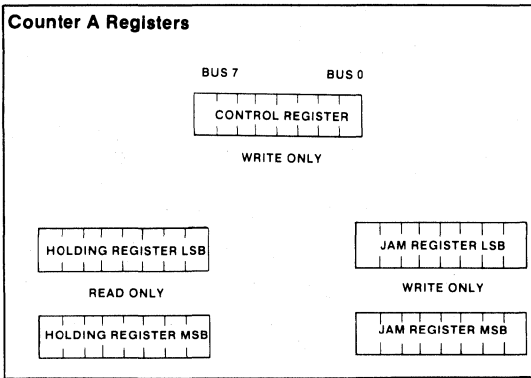 Counter A Registers
BUS 7 BUS 0
CONTROL REGISTER
WRITE ONLY
HOLDING REGISTER LSB JAM REGISTER LSB
READ ONLY WRITE ONLY
HOLDING REGISTER MSB JAM REGISTER MSB